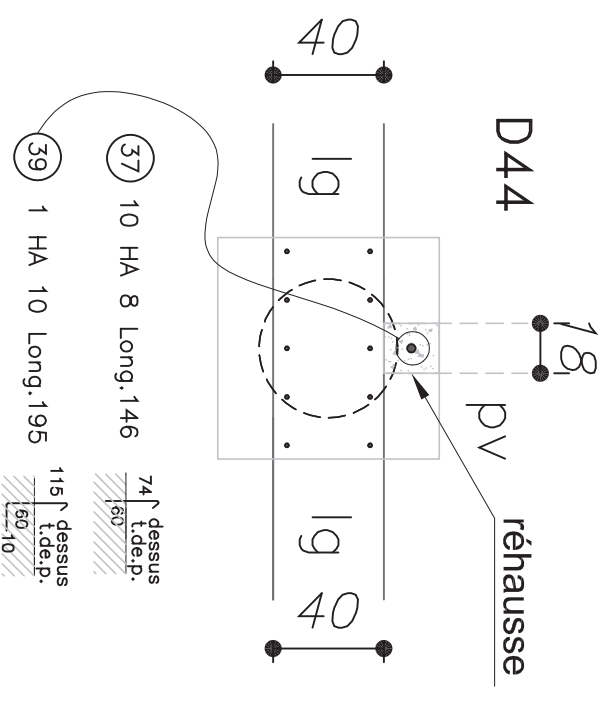 D44
18
40
40
lg
pv
lg
réhausse
37 10 HA 8 Long.146
74 dessus
t.de.p.
60
39 1 HA 10 Long.195
115 dessus
t.de.p.
60
10